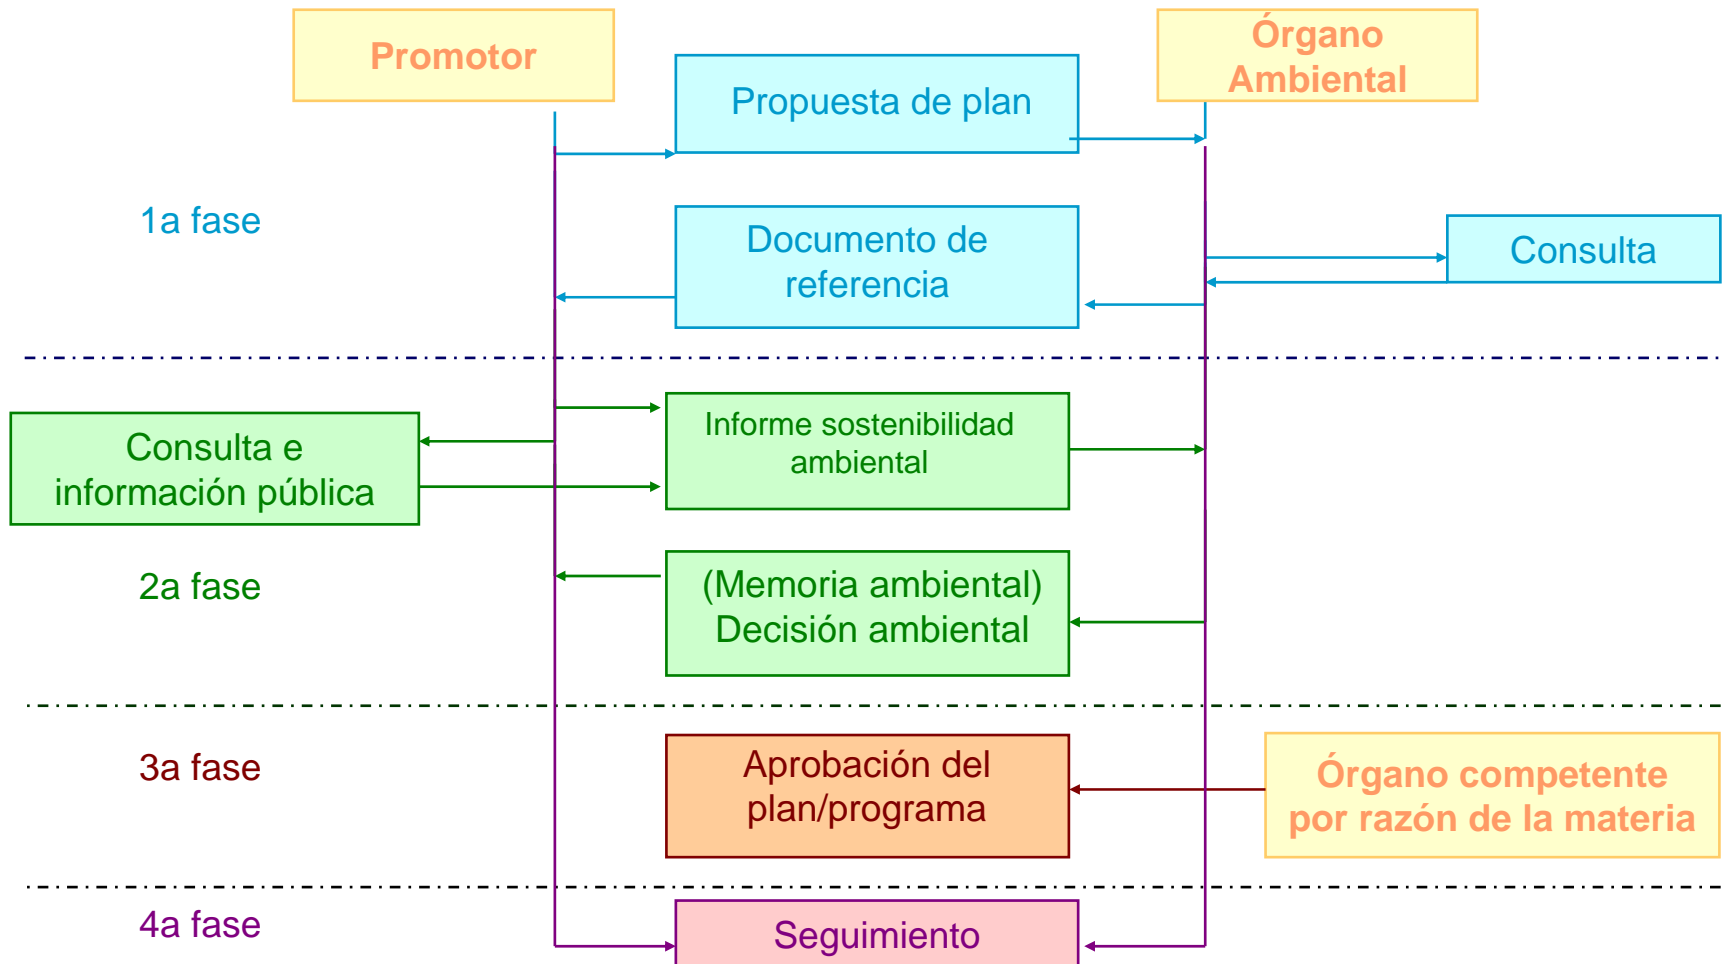 Promotor
Órgano
Ambiental
Propuesta de plan
1a fase
Documento de
referencia
Consulta
Consulta e
información pública
Informe sostenibilidad
ambiental
2a fase
(Memoria ambiental)
Decisión ambiental
3a fase
Aprobación del
plan/programa
Órgano competente
por razón de la materia
4a fase
Seguimiento